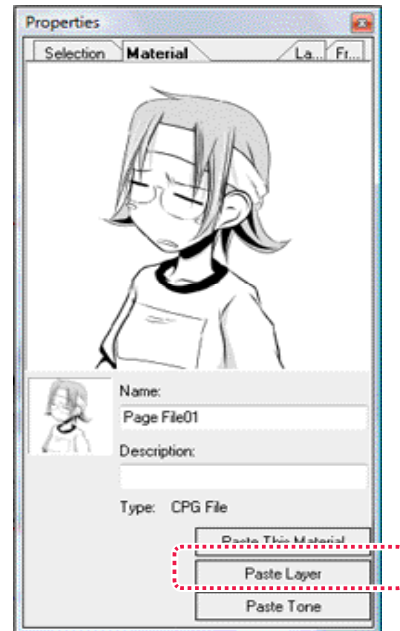 Properties
Selection Material La... Fr...
Name:
Page File01
Description:
Type: CPG File
Paste This Material
Paste Layer
Paste Tone